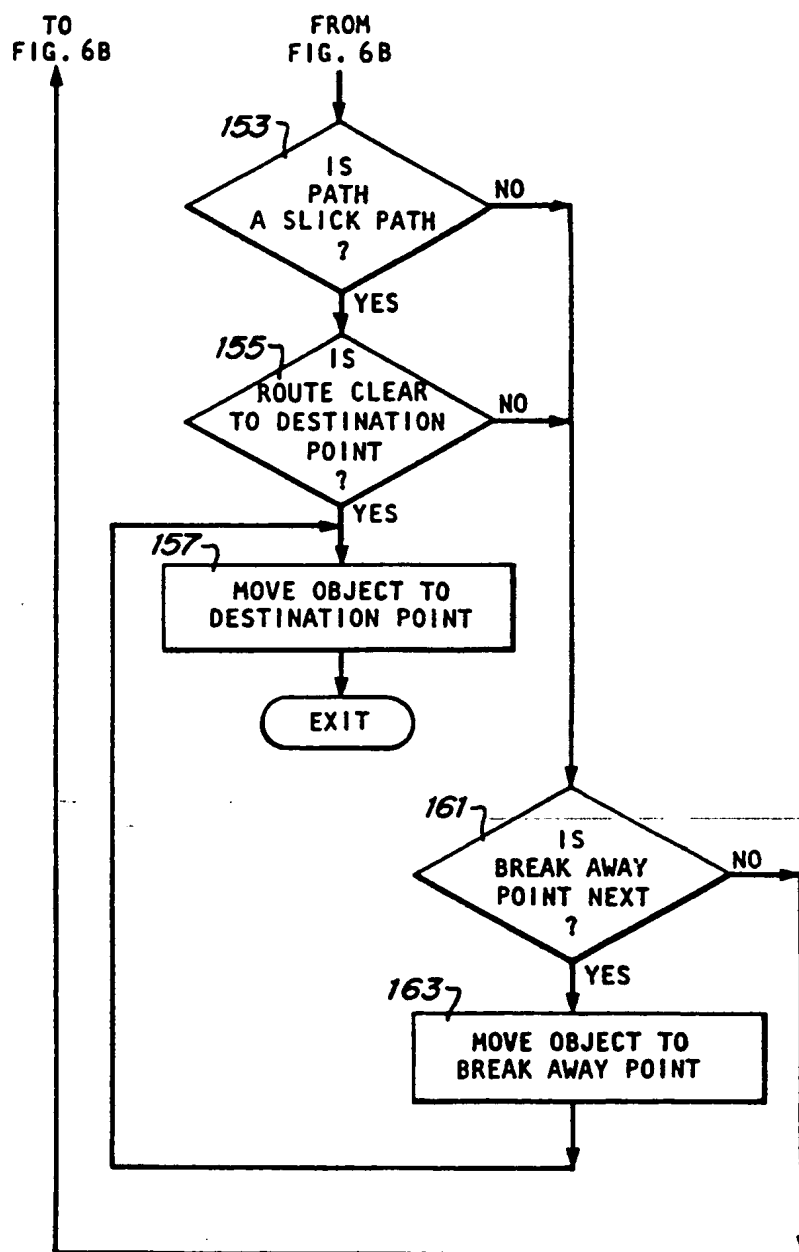 TO
FIG. 6B
FROM
FIG. 6B
153
IS
PATH
A SLICK PATH
?
NO
YES
155
IS
ROUTE CLEAR
TO DESTINATION
POINT
?
NO
YES
157
MOVE OBJECT TO
DESTINATION POINT
EXIT
161
IS
BREAK AWAY
POINT NEXT
?
NO
YES
163
MOVE OBJECT TO
BREAK AWAY POINT